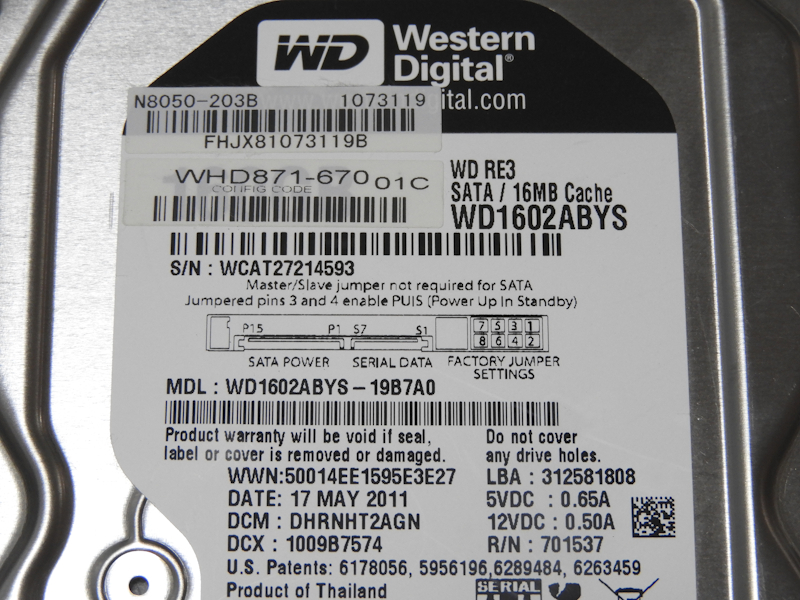 WD Western
Digital®
www.
ital.com
N8050-203B 1073119
FHJX81073119B
WHD871-670 01C
CONFIG CODE
WD RE3
SATA / 16MB Cache
WD1602ABYS
S/N : WCAT27214593
Master/Slave jumper not required for SATA
Jumpered pins 3 and 4 enable PUIS (Power Up In Standby)
P15 P1 S7 S1
7 5 3 1
8 6 4 2
SATA POWER SERIAL DATA FACTORY JUMPER
SETTINGS
MDL : WD1602ABYS-19B7A0
Product warranty will be void if seal,
label or cover is removed or damaged.
Do not cover
any drive holes.
WWN:50014EE1595E3E27 LBA : 312581808
DATE: 17 MAY 2011 5VDC : 0.65A
DCM : DHRNHT2AGN 12VDC : 0.50A
DCX : 1009B7574 R/N : 701537
U.S. Patents: 6178056, 5956196,6289484, 6263459
Product of Thailand SERIAL